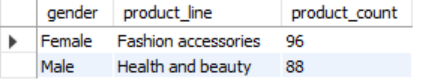 gender product_line product_count
Female Fashion accessories 96
Male Health and beauty 88